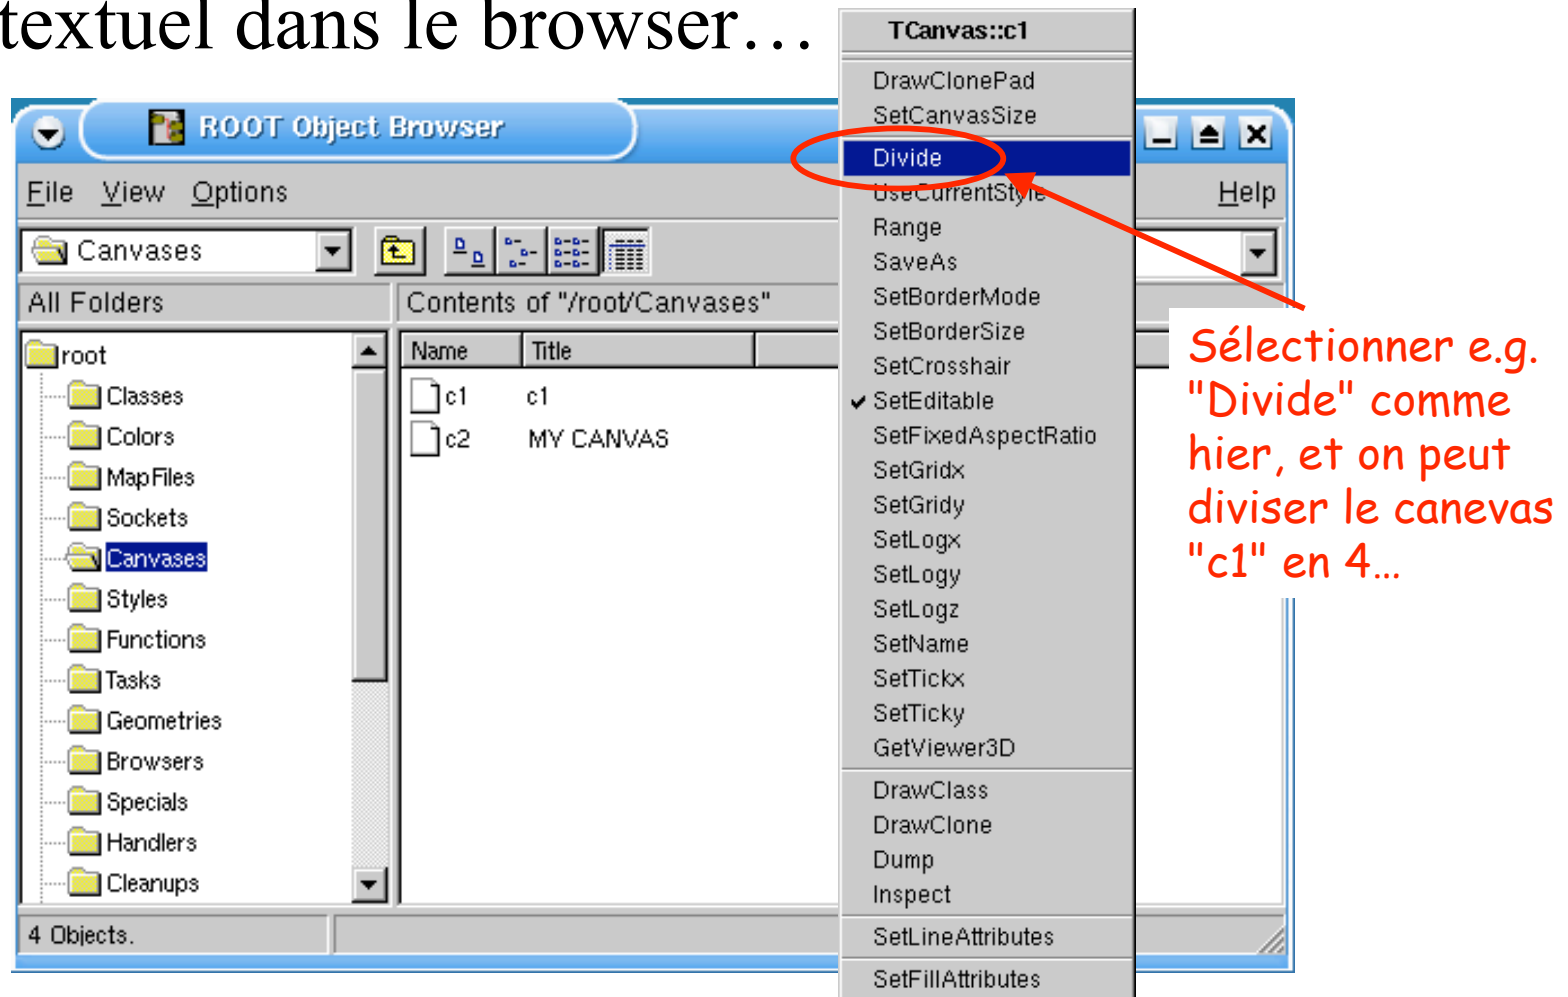 textuel dans le browser…
TCanvas::c1
DrawClonePad
SetCanvasSize
Divide
UseCurrentStyle
Range
SaveAs
SetBorderMode
SetBorderSize
SetCrosshair
SetEditable
SetFixedAspectRatio
SetGridx
SetGridy
SetLogx
SetLogy
SetLogz
SetName
SetTickx
SetTicky
GetViewer3D
DrawClass
DrawClone
Dump
Inspect
SetLineAttributes
SetFillAttributes
ROOT Object Browser
File View Options Help
Canvases
All Folders
Contents of "/root/Canvases"
root
Classes
Colors
MapFiles
Sockets
Canvases
Styles
Functions
Tasks
Geometries
Browsers
Specials
Handlers
Cleanups
Name Title
c1 c1
c2 MY CANVAS
4 Objects.
Sélectionner e.g.
"Divide" comme
hier, et on peut
diviser le canevas
"c1" en 4…